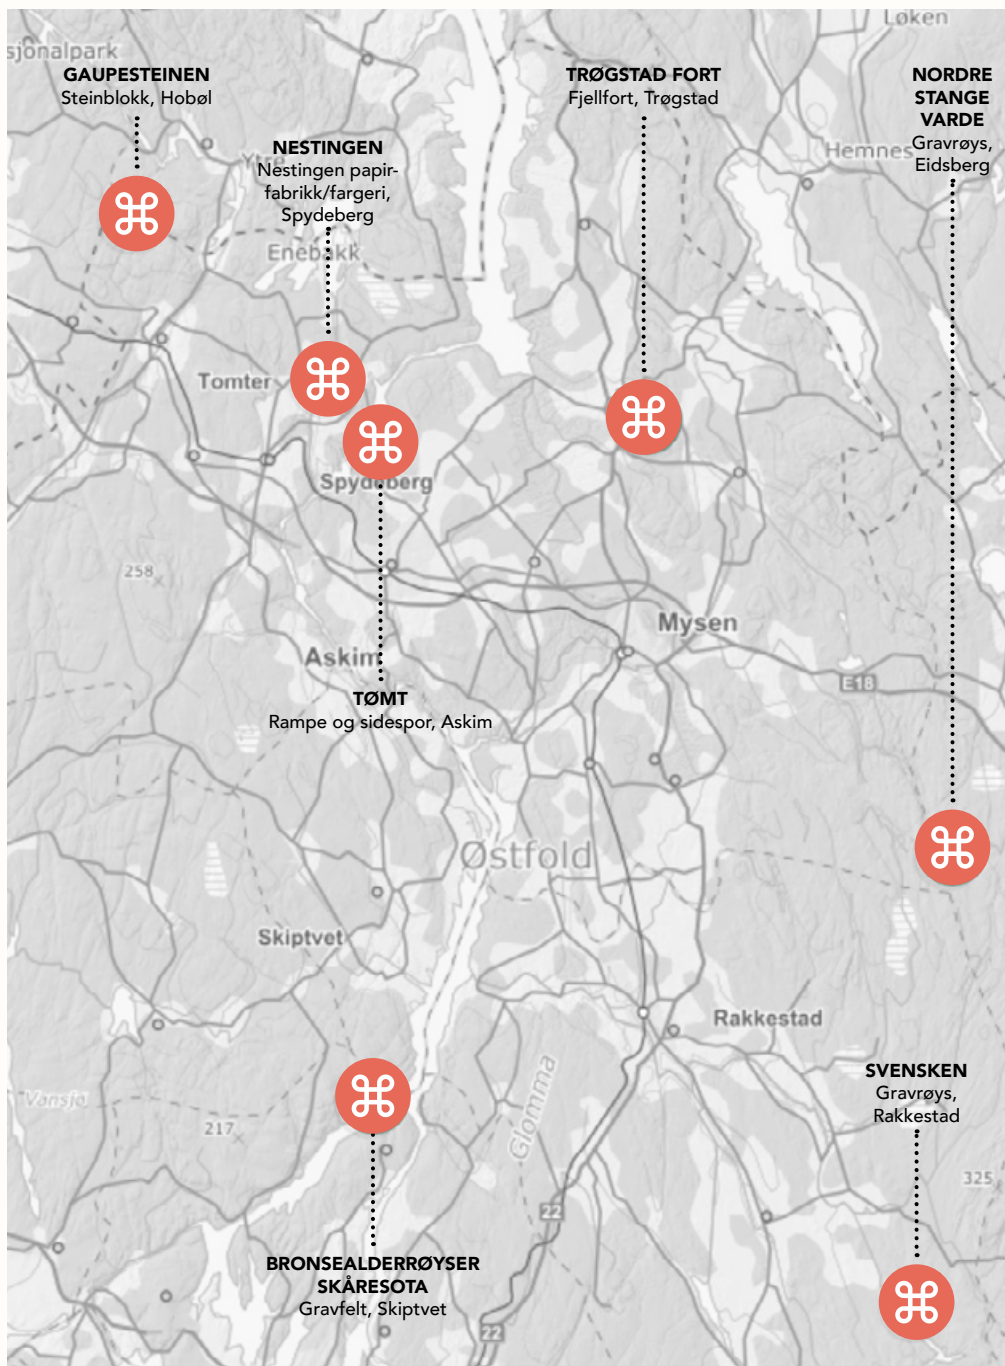 Løken
sjonalpark
GAUPESTEINEN
Steinblokk, Hobøl
TRØGSTAD FORT
Fjellfort, Trøgstad
NORDRE
STANGE
VARDE
Gravrøys,
Eidsberg
NESTINGEN
Nestingen papir-
fabrikk/fargeri,
Spydeberg
Ytre
Enebakk
Hemnes
Tomter
Spydeberg
258
Mysen
Askim
E18
TØMT
Rampe og sidespor, Askim
Østfold
Skiptvet
Rakkestad
SVENSKEN
Gravrøys,
Rakkestad
Vansjø
217
Glomma
325
22
BRONSEALDERRØYSER
SKÅRESOTA
Gravfelt, Skiptvet
22